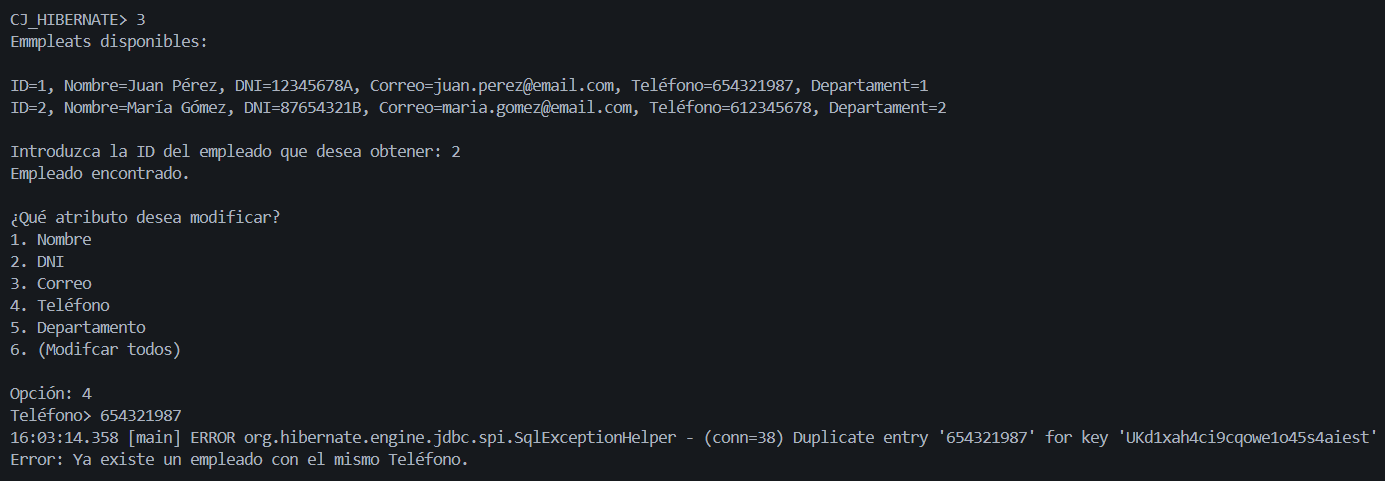 CJ_HIBERNATE> 3
Emmpleats disponibles:
ID=1, Nombre=Juan Pérez, DNI=12345678A, Correo=juan.perez@email.com, Teléfono=654321987, Departament=1
ID=2, Nombre=María Gómez, DNI=87654321B, Correo=maria.gomez@email.com, Teléfono=612345678, Departament=2
Introduzca la ID del empleado que desea obtener: 2
Empleado encontrado.
¿Qué atributo desea modificar?
1. Nombre
2. DNI
3. Correo
4. Teléfono
5. Departamento
6. (Modifcar todos)
Opción: 4
Teléfono> 654321987
16:03:14.358 [main] ERROR org.hibernate.engine.jdbc.spi.SqlExceptionHelper - (conn=38) Duplicate entry '654321987' for key 'UKd1xah4ci9cqowe1o45s4aiest'
Error: Ya existe un empleado con el mismo Teléfono.